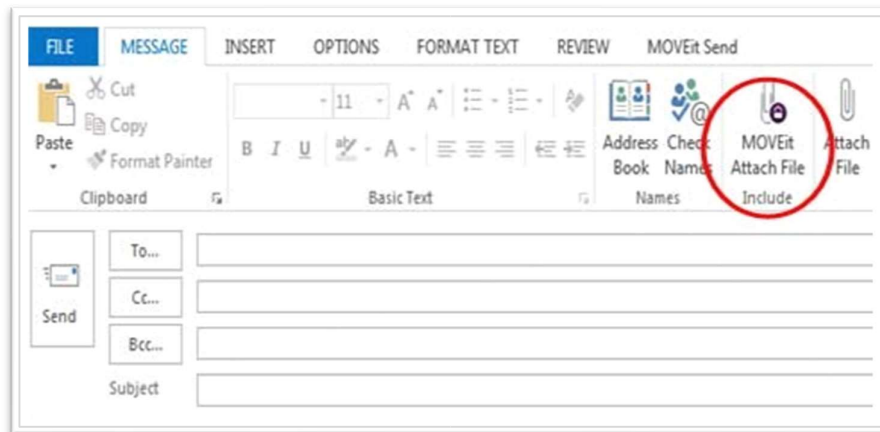 FILE MESSAGE INSERT OPTIONS FORMAT TEXT REVIEW MOVEit Send
Cut
Copy
Paste
Format Painter
Clipboard
11
B I U
Basic Text
Address Book
Check Names
Names
MOVEit
Attach File
Include
Attach
File
To...
Cc...
Bcc...
Send
Subject